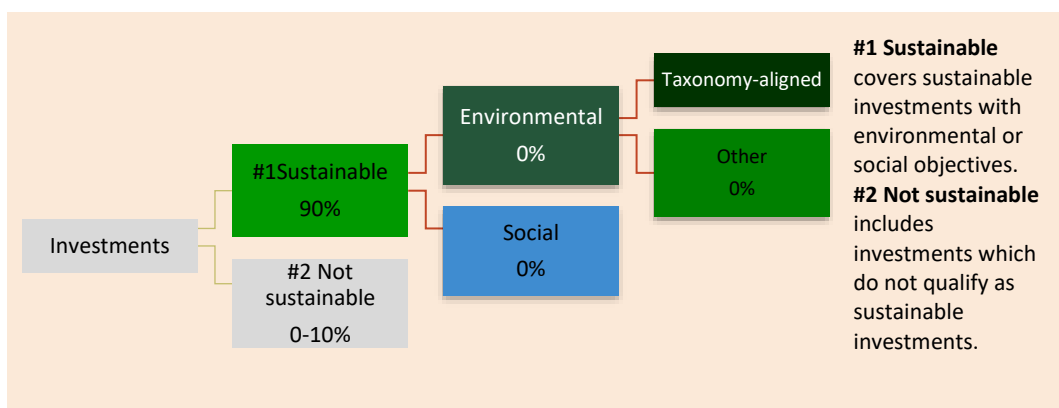 Investments
#1Sustainable
90%
#2 Not
sustainable
0-10%
Environmental
0%
Social
0%
Taxonomy-aligned
Other
0%
#1 Sustainable
covers sustainable
investments with
environmental or
social objectives.
#2 Not sustainable
includes
investments which
do not qualify as
sustainable
investments.